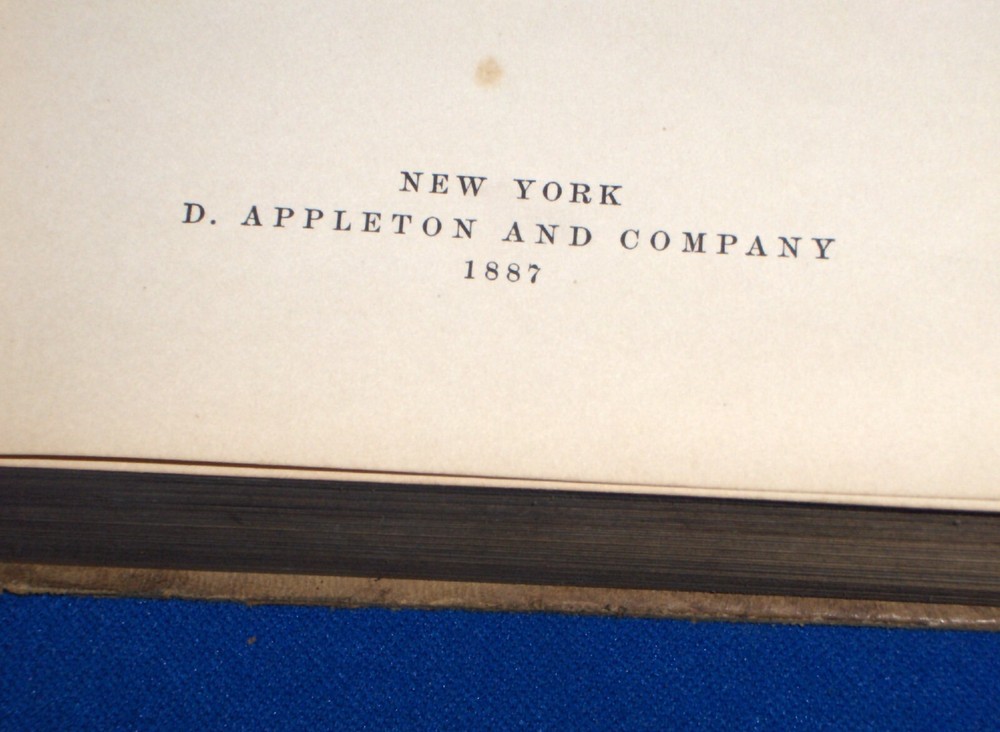 NEW YORK
D. APPLETON AND COMPANY
1887